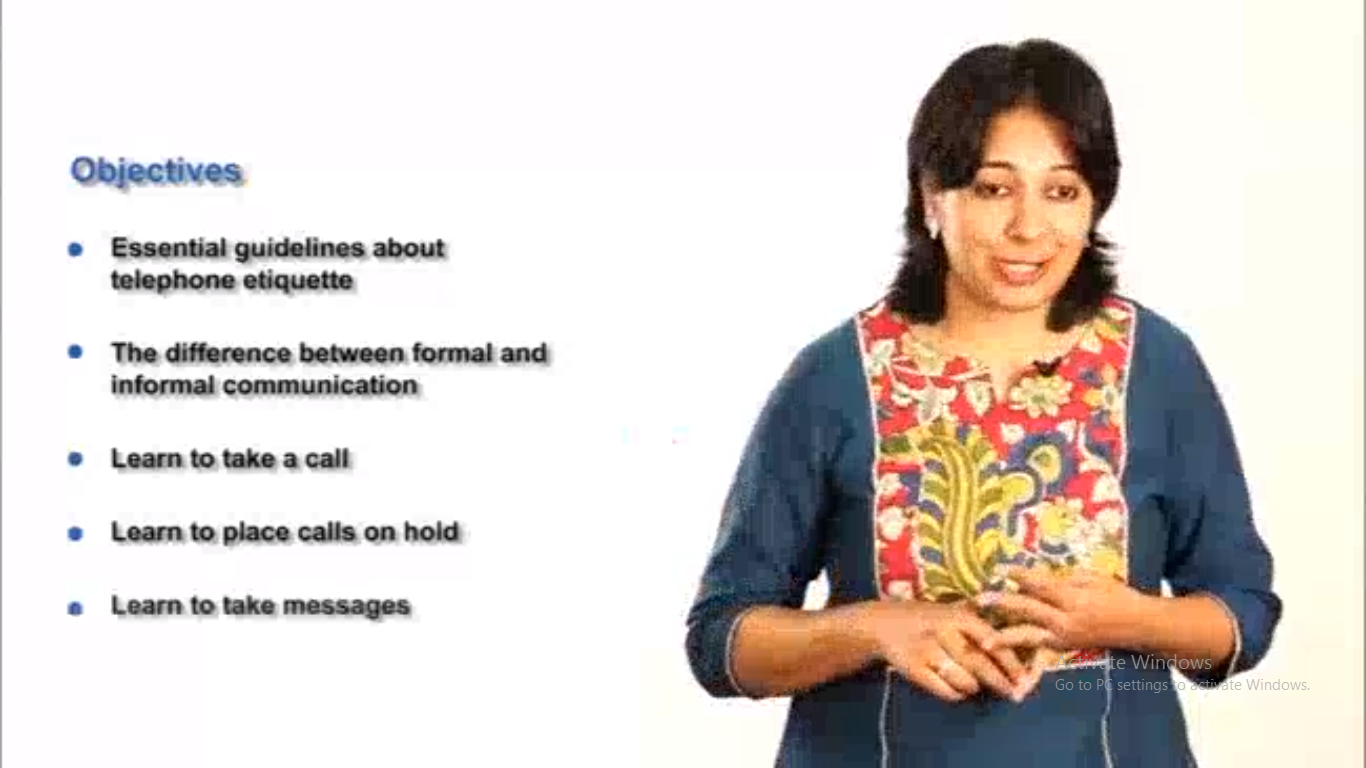 Objectives
Essential guidelines about
telephone etiquette
The difference between formal and
informal communication
Learn to take a call
Learn to place calls on hold
Learn to take messages
Activate Windows
Go to PC settings to activate Windows.